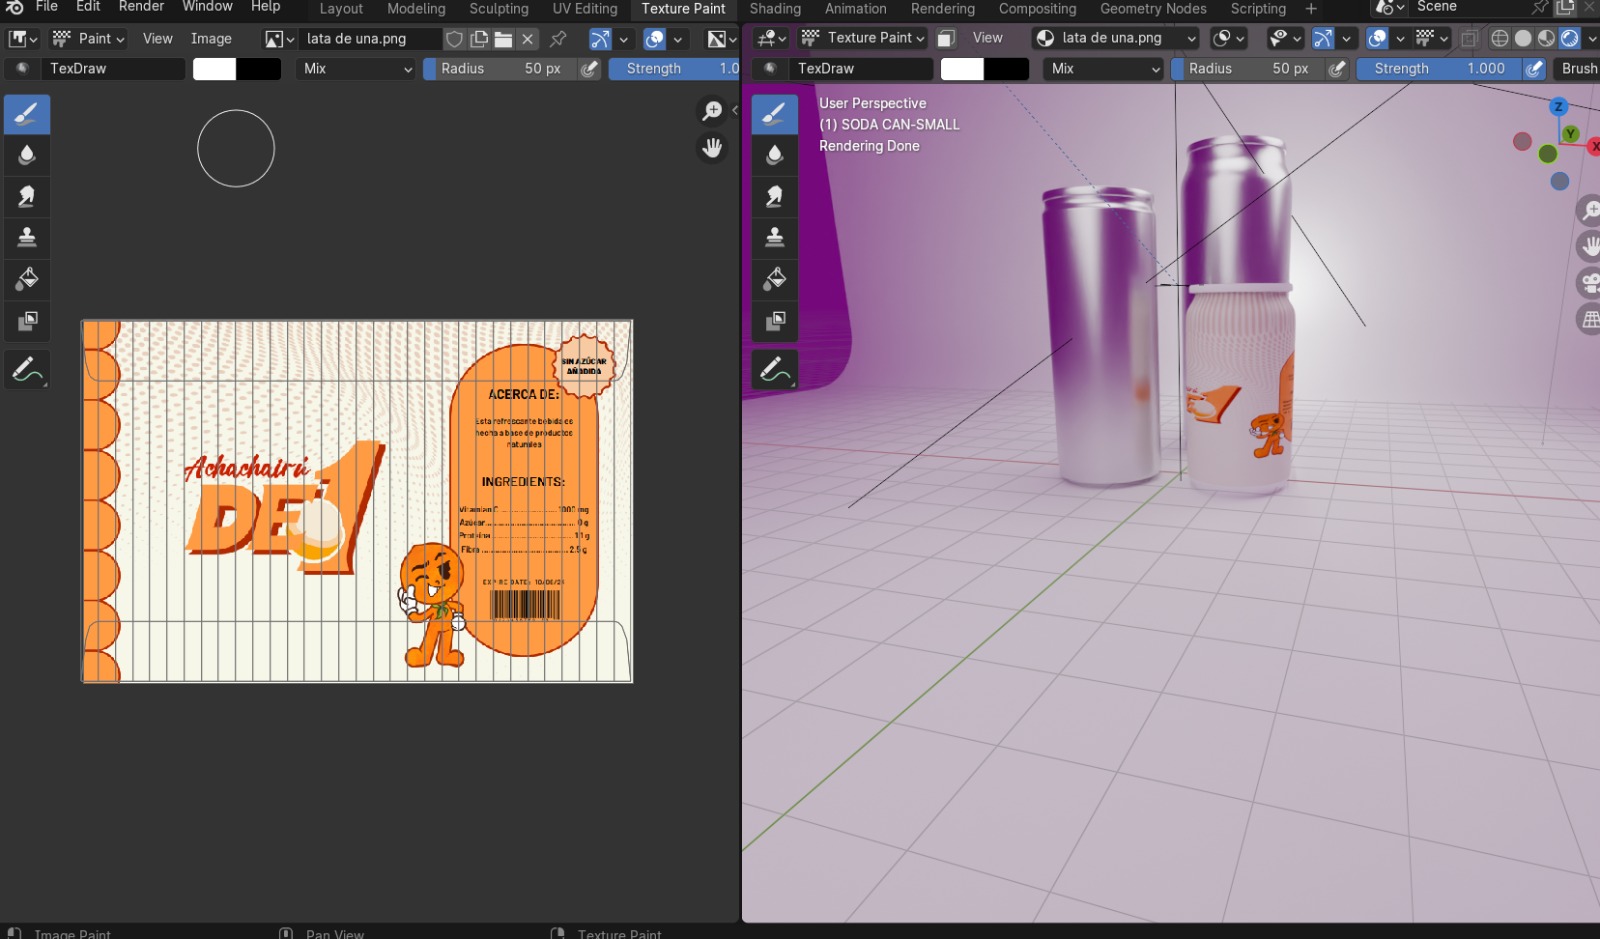 File Edit Render Window Help Layout Modeling Sculpting UV Editing Texture Paint Shading Animation Rendering Compositing Geometry Nodes Scripting + Scene
Paint View Image lata de una.png
Texture Paint View lata de una.png
TexDraw Mix Radius 50 px Strength 1.0
TexDraw Mix Radius 50 px Strength 1.000 Brush
User Perspective
(1) SODA CAN-SMALL
Rendering Done
Z
Y
X
SIN AZÚCAR
AÑADIDA
ACERCA DE:
Esta refrescante bebida es
hecha a base de productos
naturales
Achachairú
DE 1
INGREDIENTS:
Vitamian C 1000 mg
Azúcar 0 g
Proteína 11 g
Fibra 2.5 g
EXPIRE DATE: 10/08/26
Image Paint Pan View Texture Paint